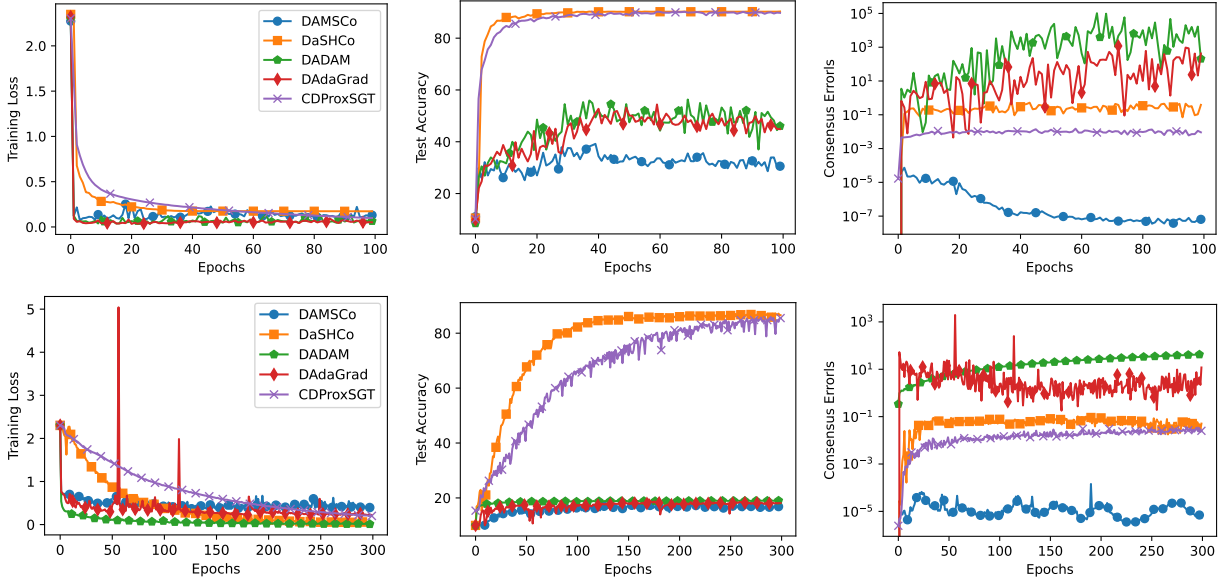 Training Loss
2.0
1.5
1.0
0.5
0.0
0 20 40 60 80 100
Epochs
DAMSCo
DaSHCo
DADAM
DAdaGrad
CDProxSGT
Test Accuracy
80
60
40
20
0 20 40 60 80 100
Epochs
Consensus Errorls
10^5
10^3
10^1
10^-1
10^-3
10^-5
10^-7
0 20 40 60 80 100
Epochs
Training Loss
5
4
3
2
1
0
0 50 100 150 200 250 300
Epochs
DAMSCo
DaSHCo
DADAM
DAdaGrad
CDProxSGT
Test Accuracy
80
60
40
20
0 50 100 150 200 250 300
Epochs
Consensus Errorls
10^3
10^1
10^-1
10^-3
10^-5
0 50 100 150 200 250 300
Epochs